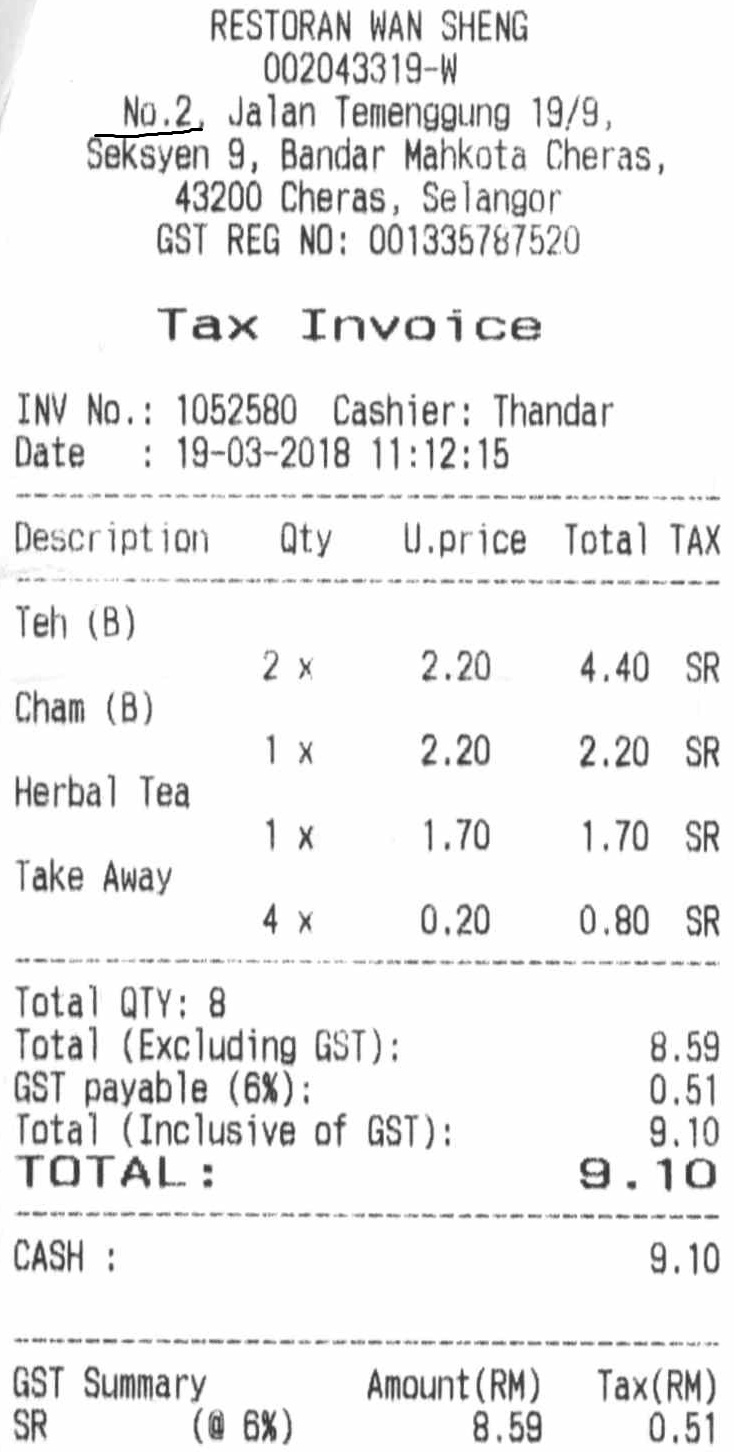 RESTORAN WAN SHENG
002043319-W
No.2, Jalan Temenggung 19/9,
Seksyen 9, Bandar Mahkota Cheras,
43200 Cheras, Selangor
GST REG NO: 001335787520
Tax Invoice
INV No.: 1052580 Cashier: Thandar
Date : 19-03-2018 11:12:15
Description Qty U.price Total TAX
Teh (B)
2 x 2.20 4.40 SR
Cham (B)
1 x 2.20 2.20 SR
Herbal Tea
1 x 1.70 1.70 SR
Take Away
4 x 0.20 0.80 SR
Total QTY: 8
Total (Excluding GST): 8.59
GST payable (6%): 0.51
Total (Inclusive of GST): 9.10
TOTAL: 9.10
CASH : 9.10
GST Summary Amount(RM) Tax(RM)
SR (@ 6%) 8.59 0.51